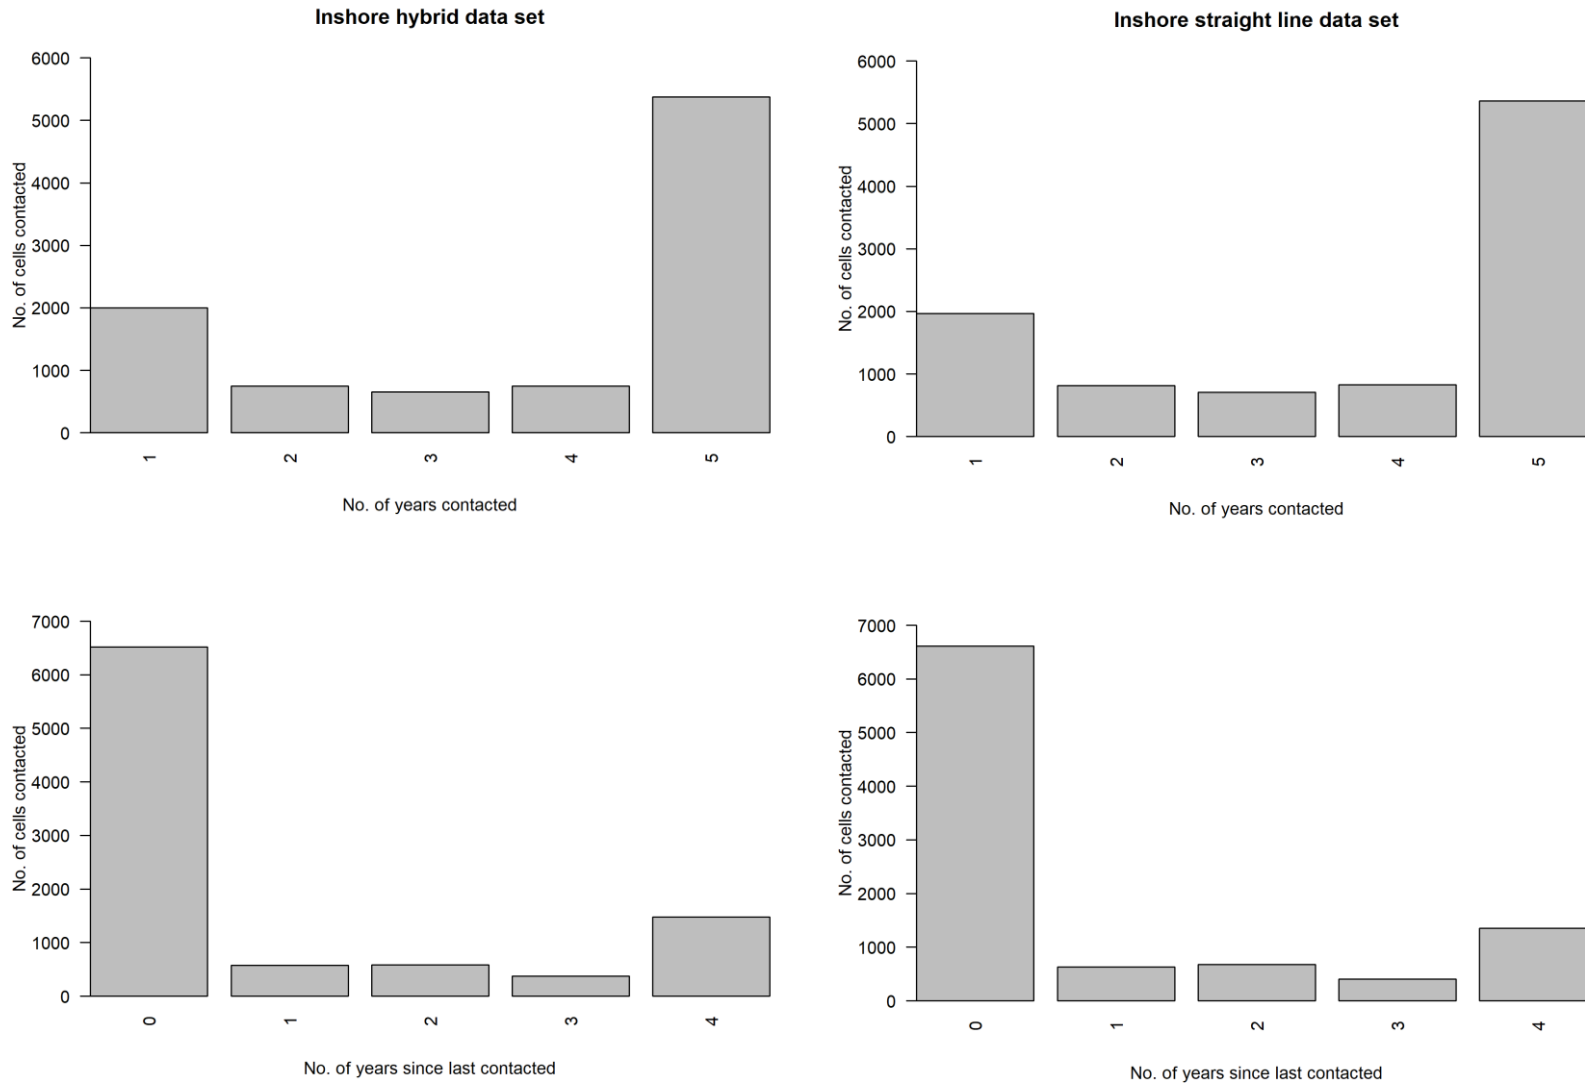 Inshore hybrid data set
6000
5000
4000
3000
2000
1000
0
No. of cells contacted
1 2 3 4 5
No. of years contacted
Inshore straight line data set
6000
5000
4000
3000
2000
1000
0
No. of cells contacted
1 2 3 4 5
No. of years contacted
7000
6000
5000
4000
3000
2000
1000
0
No. of cells contacted
0 1 2 3 4
No. of years since last contacted
7000
6000
5000
4000
3000
2000
1000
0
No. of cells contacted
0 1 2 3 4
No. of years since last contacted